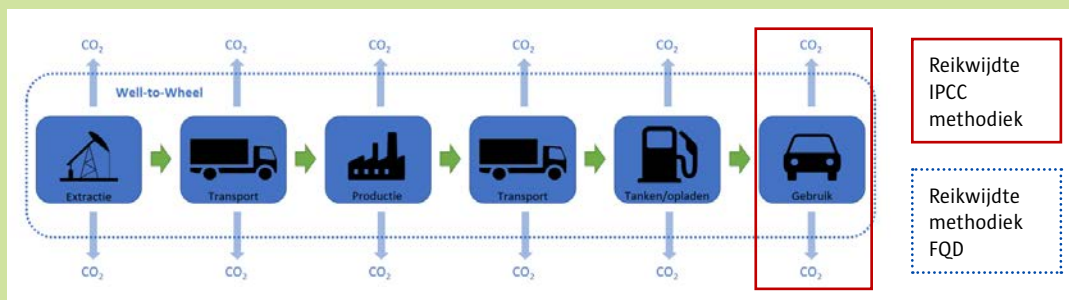 CO₂ CO₂ CO₂ CO₂ CO₂ CO₂
Well-to-Wheel
Extractie Transport Productie Transport Tanken/opladen Gebruik
CO₂ CO₂ CO₂ CO₂ CO₂ CO₂
Reikwijdte
IPCC
methodiek
Reikwijdte
methodiek
FQD